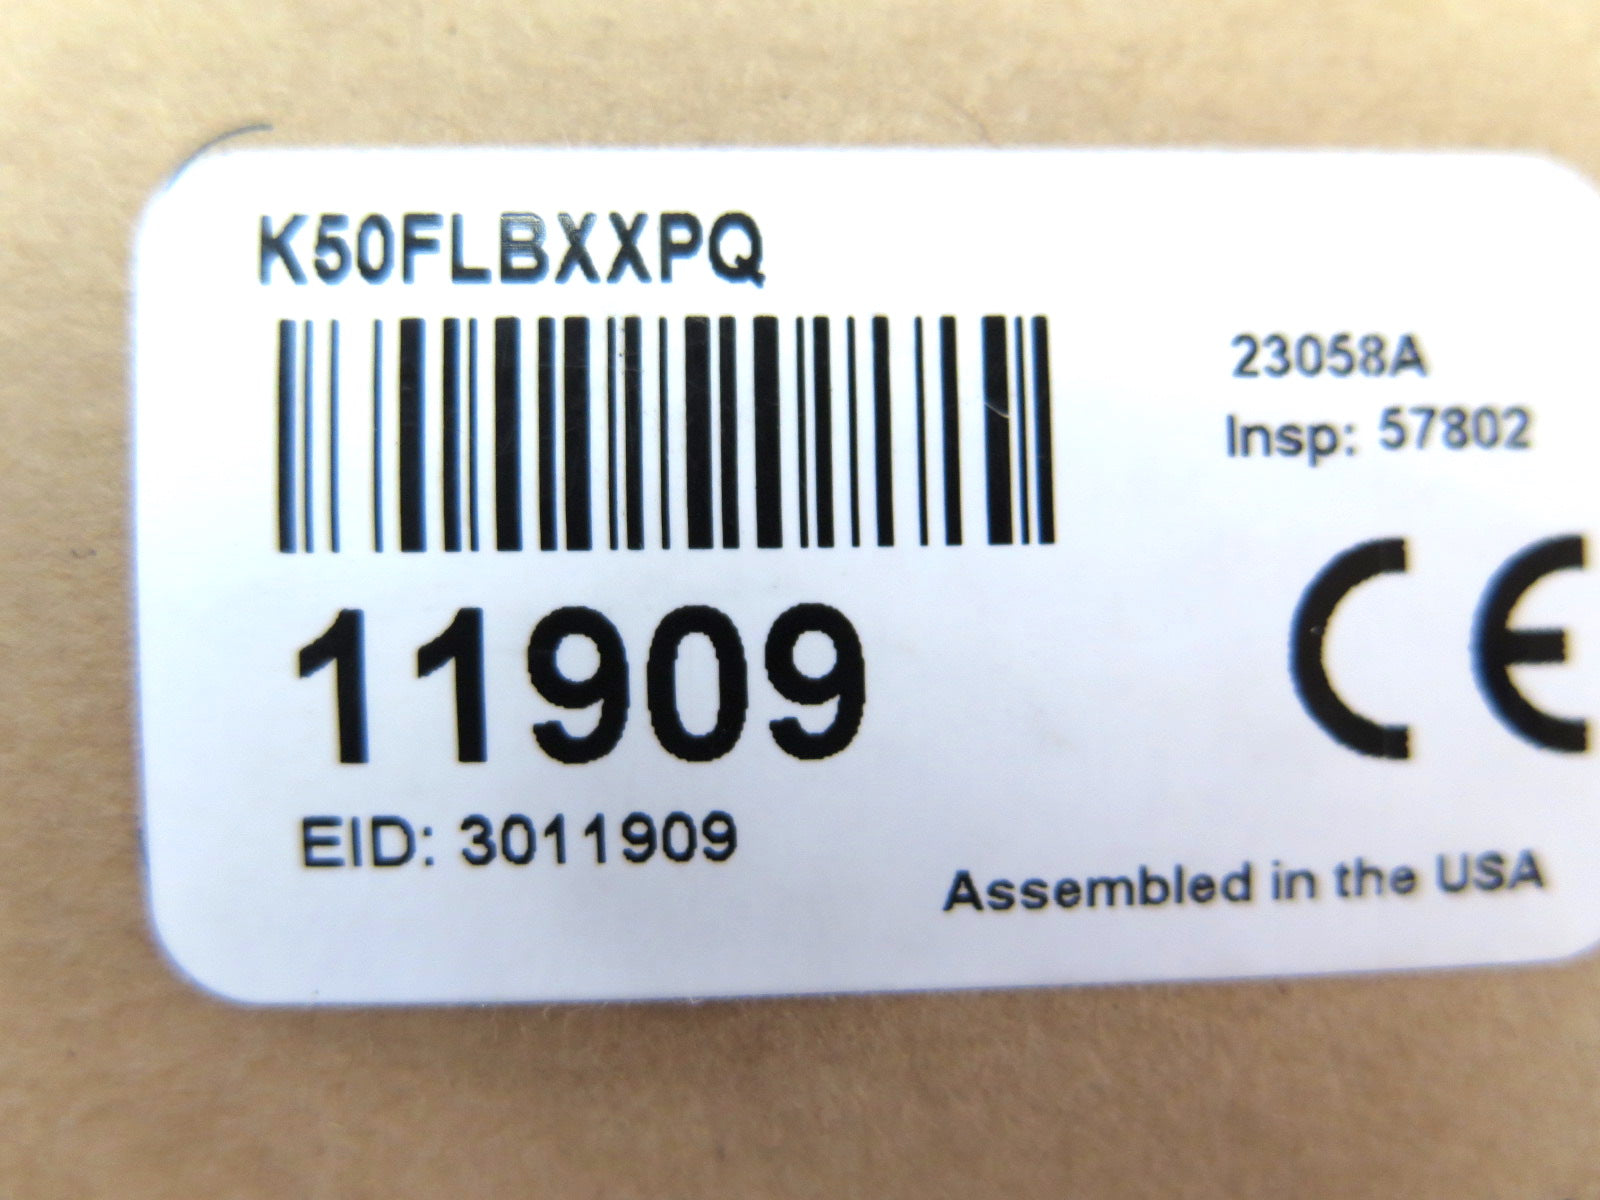 K50FLBXXPQ
23058A
Insp: 57802
11909
CE
EID: 3011909
Assembled in the USA